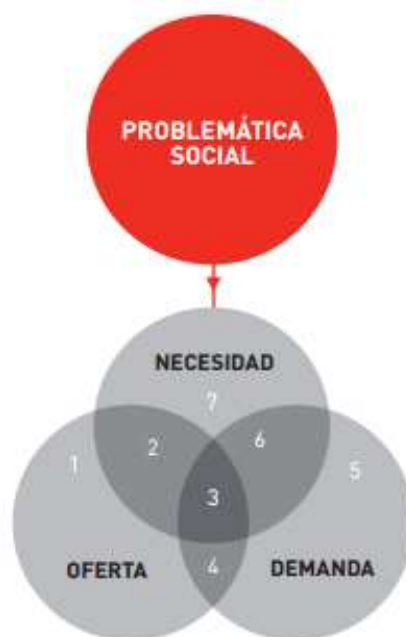 PROBLEMÁTICA
SOCIAL
NECESIDAD
7
1
2
6
5
3
OFERTA
4
DEMANDA